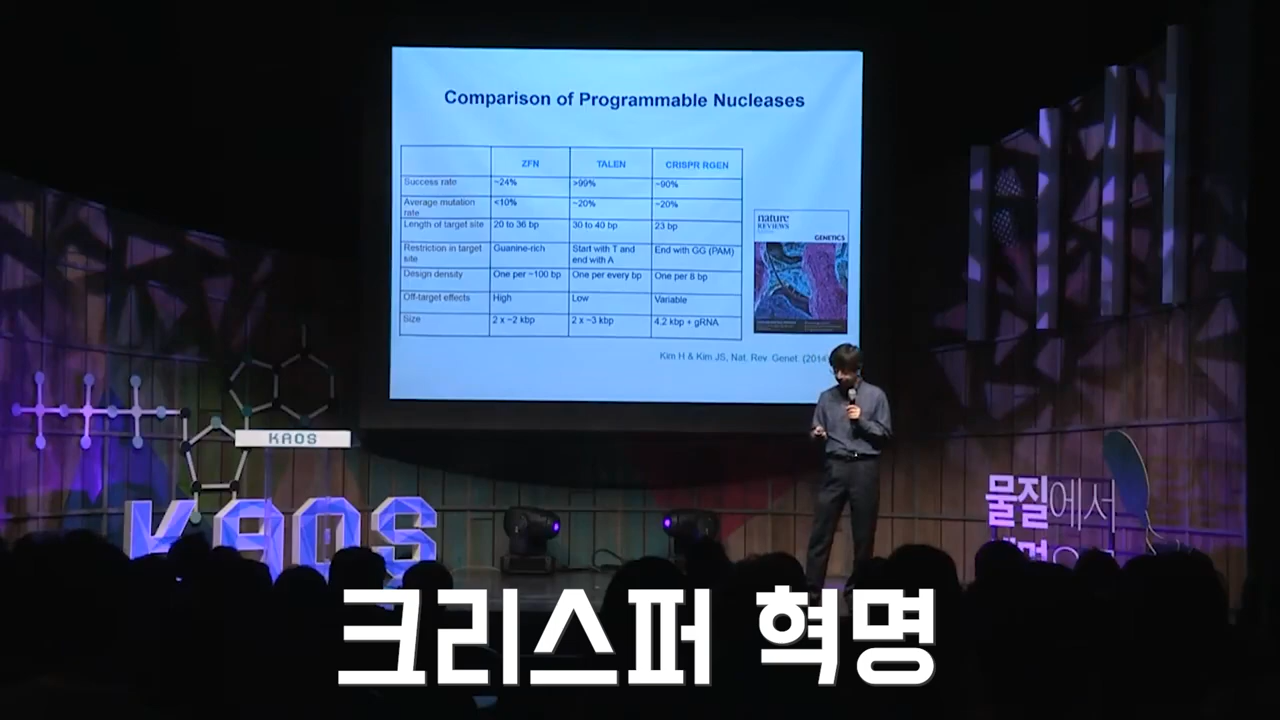 Comparison of Programmable Nucleases
ZFN TALEN CRISPR RGEN
Success rate ~24% >99% ~90%
Average mutation rate <10% ~20% ~20%
Length of target site 20 to 36 bp 30 to 40 bp 23 bp
Restriction in target site Guanine-rich Start with T and end with A End with GG (PAM)
Design density One per ~100 bp One per every bp One per 8 bp
Off-target effects High Low Variable
Size 2 x ~2 kbp 2 x ~3 kbp 4.2 kbp + gRNA
nature
REVIEWS
GENETICS
Kim H & Kim JS, Nat. Rev. Genet. (2014
KAOS
KAOS
물질에서
크리스퍼 혁명